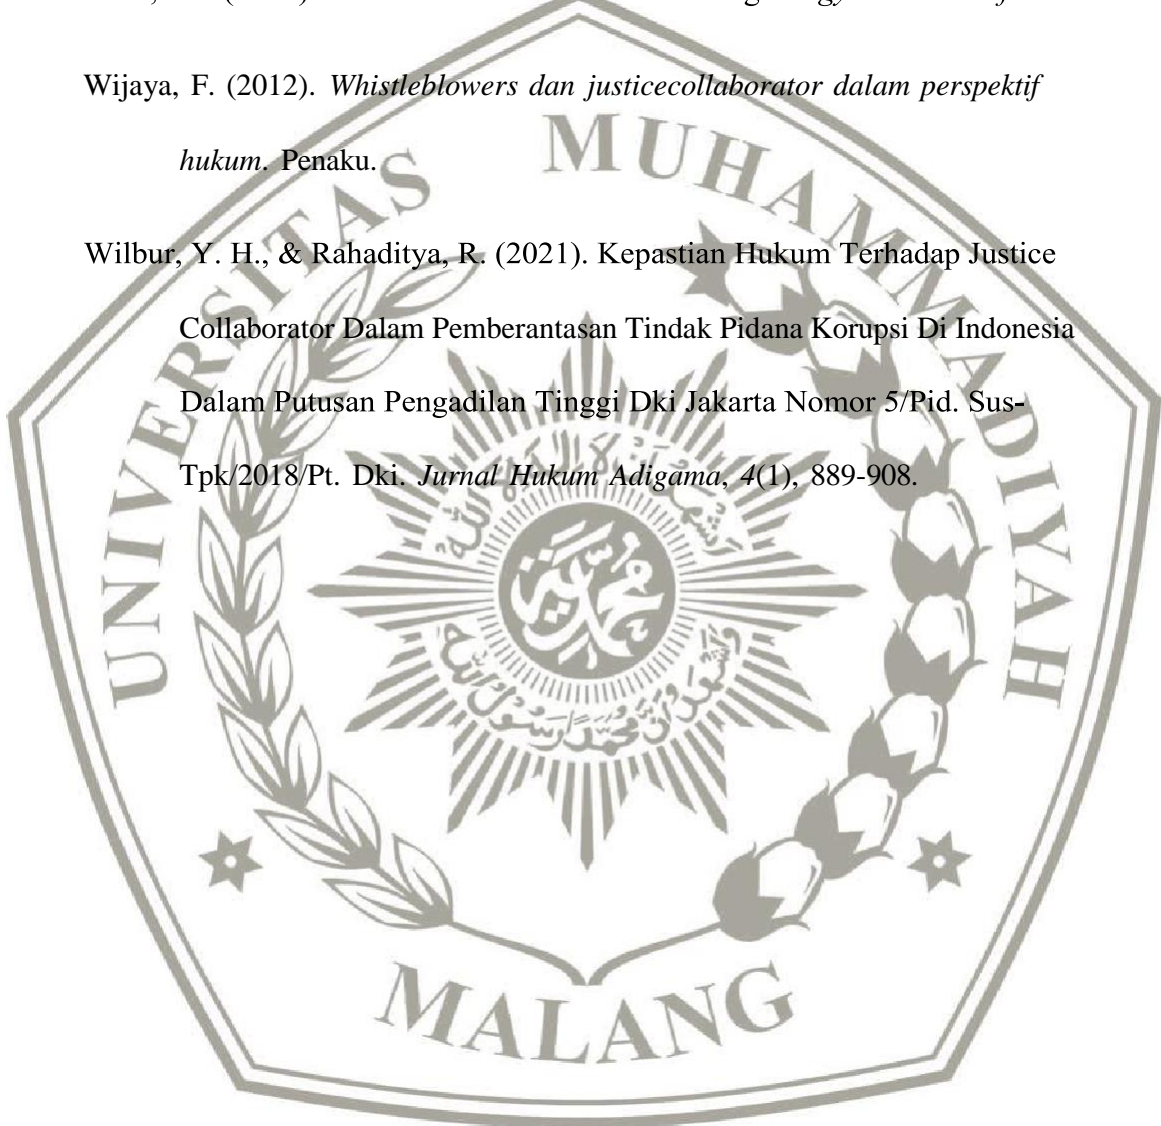 Wijaya, F. (2012). Whistleblowers dan justicecollaborator dalam perspektif
hukum. Penaku.
Wilbur, Y. H., & Rahaditya, R. (2021). Kepastian Hukum Terhadap Justice
Collaborator Dalam Pemberantasan Tindak Pidana Korupsi Di Indonesia
Dalam Putusan Pengadilan Tinggi Dki Jakarta Nomor 5/Pid. Sus-
Tpk/2018/Pt. Dki. Jurnal Hukum Adigama, 4(1), 889-908.
UNIVERSITAS MUHAMMADIYAH
MALANG